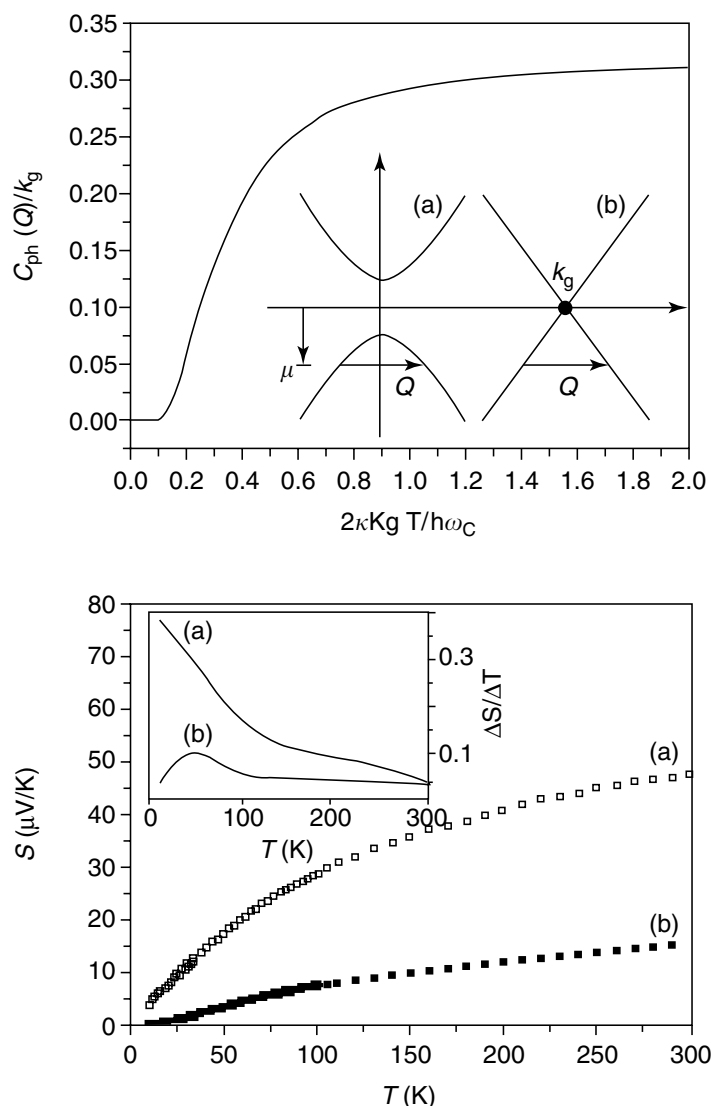 0.35
0.30
0.25
0.20
0.15
0.10
0.05
0.00
C_ph (Q)/k_g
(a)
(b)
k_g
μ
Q
Q
0.0 0.2 0.4 0.6 0.8 1.0 1.2 1.4 1.6 1.8 2.0
2κKg T/hω_C
80
70
60
50
40
30
20
10
0
S (μV/K)
(a)
(b)
0.3
0.1
ΔS/ΔT
0 100 200 300
T (K)
(a)
(b)
0 50 100 150 200 250 300
T (K)